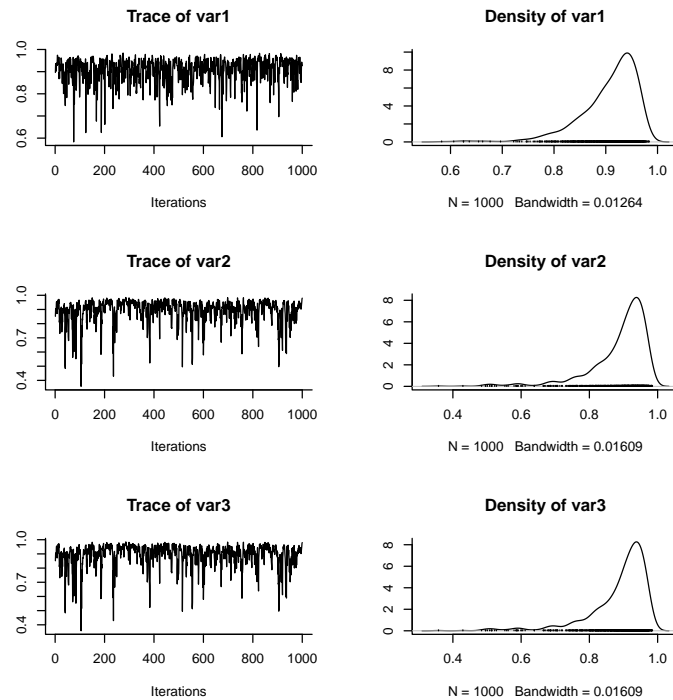 Trace of var1
Density of var1
0.6 0.8 1.0
0 4 8
0 200 400 600 800 1000
0.6 0.7 0.8 0.9 1.0
Iterations
N = 1000 Bandwidth = 0.01264
Trace of var2
Density of var2
0.4 0.7 1.0
0 2 4 6 8
0 200 400 600 800 1000
0.4 0.6 0.8 1.0
Iterations
N = 1000 Bandwidth = 0.01609
Trace of var3
Density of var3
0.4 0.7 1.0
0 2 4 6 8
0 200 400 600 800 1000
0.4 0.6 0.8 1.0
Iterations
N = 1000 Bandwidth = 0.01609